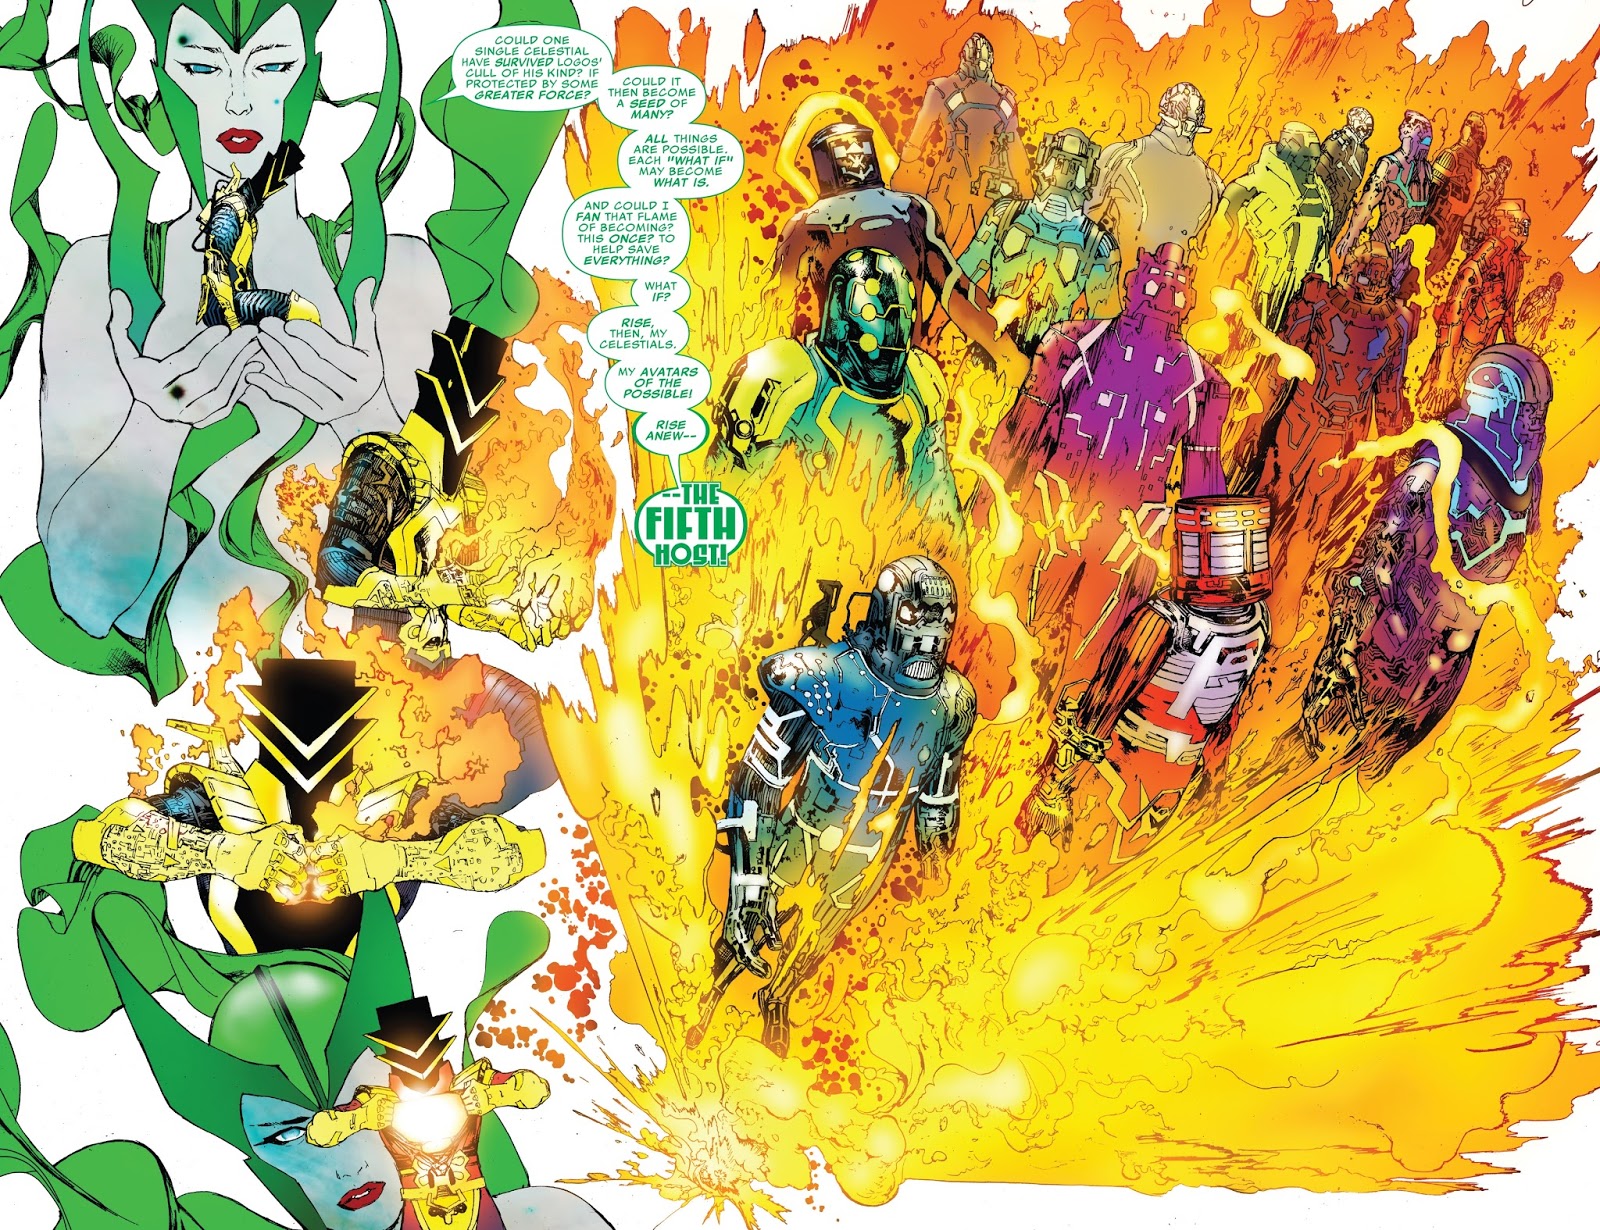 COULD ONE
SINGLE CELESTIAL
HAVE SURVIVED LOGOS'
CULL OF HIS KIND? IF
PROTECTED BY SOME
GREATER FORCE?
COULD IT
THEN BECOME
A SEED OF
MANY?
ALL THINGS
ARE POSSIBLE.
EACH "WHAT IF"
MAY BECOME
WHAT IS.
AND COULD I
FAN THAT FLAME
OF BECOMING?
THIS ONCE? TO
HELP SAVE
EVERYTHING?
WHAT
IF?
RISE,
THEN, MY
CELESTIALS.
MY AVATARS
OF THE
POSSIBLE!
RISE
ANEW--
--THE
FIFTH
HOST!